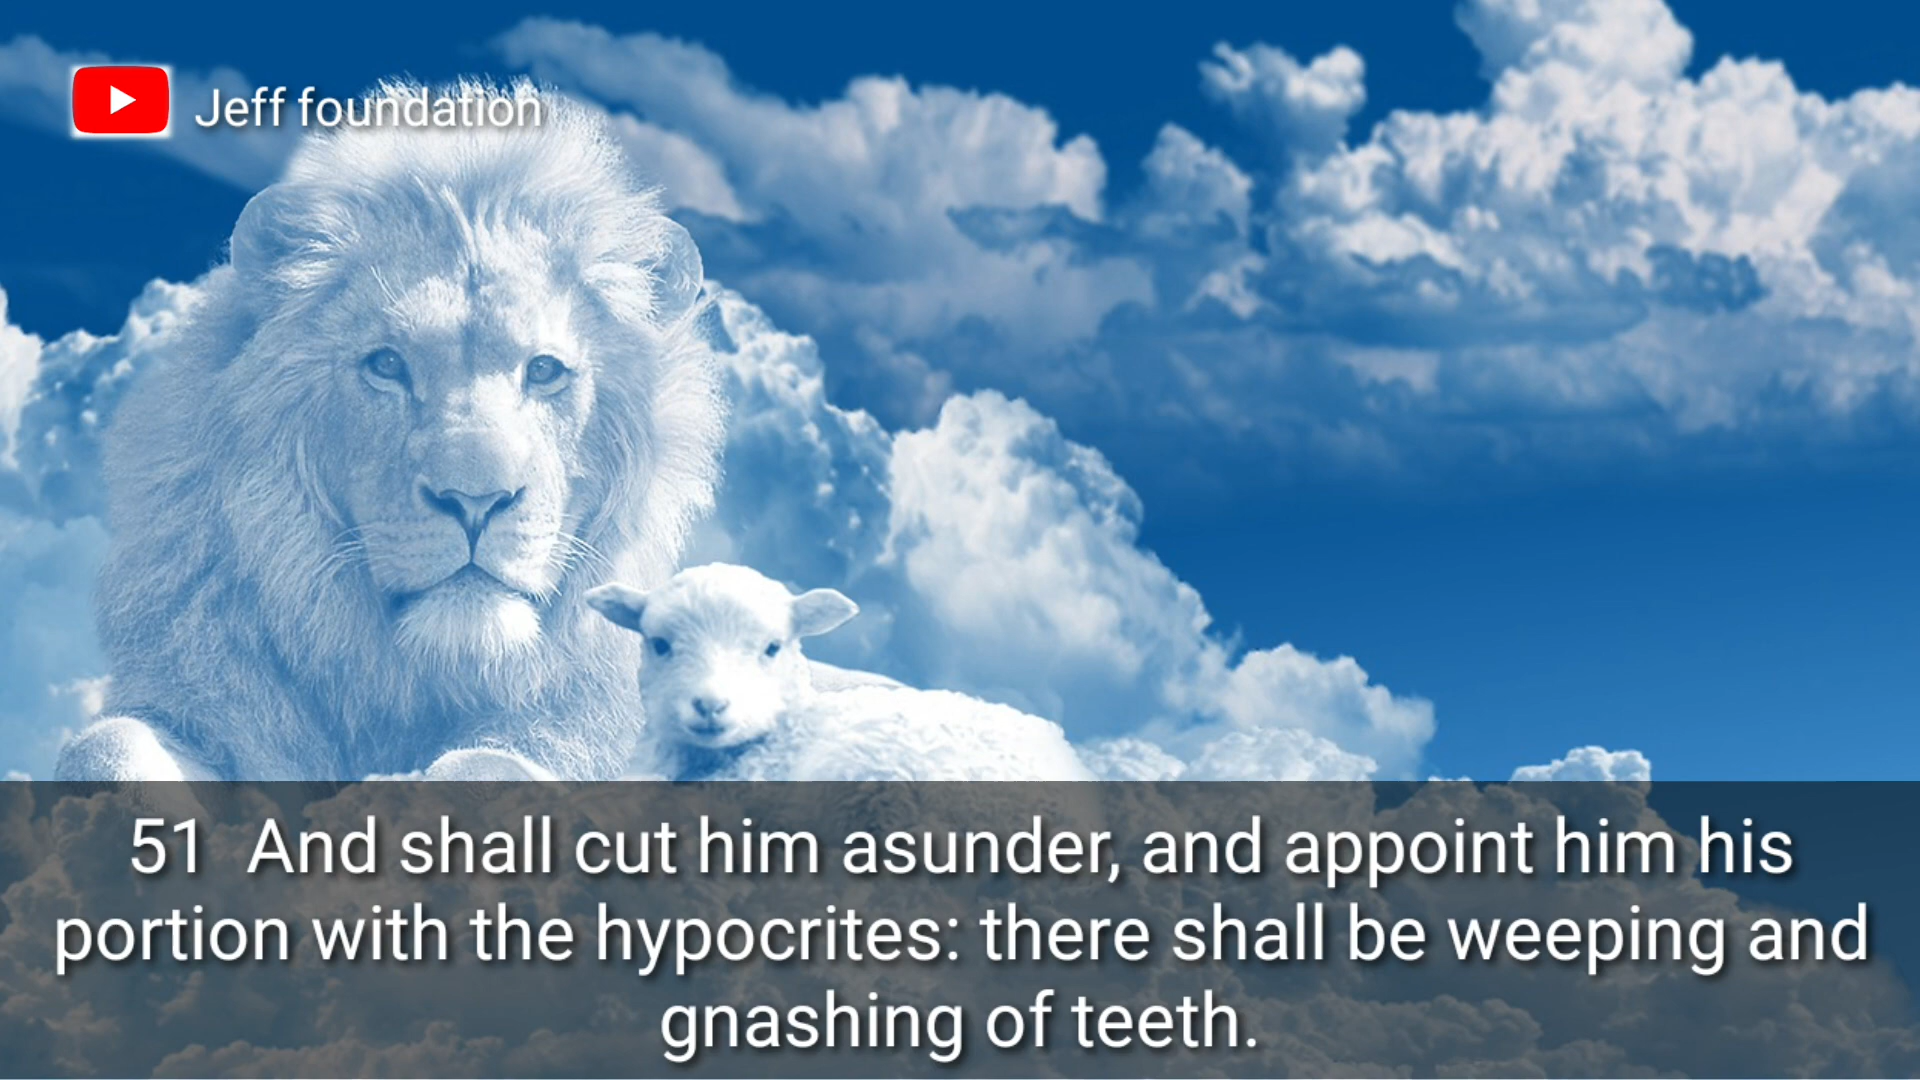 Jeff foundation
51 And shall cut him asunder, and appoint him his
portion with the hypocrites: there shall be weeping and
gnashing of teeth.